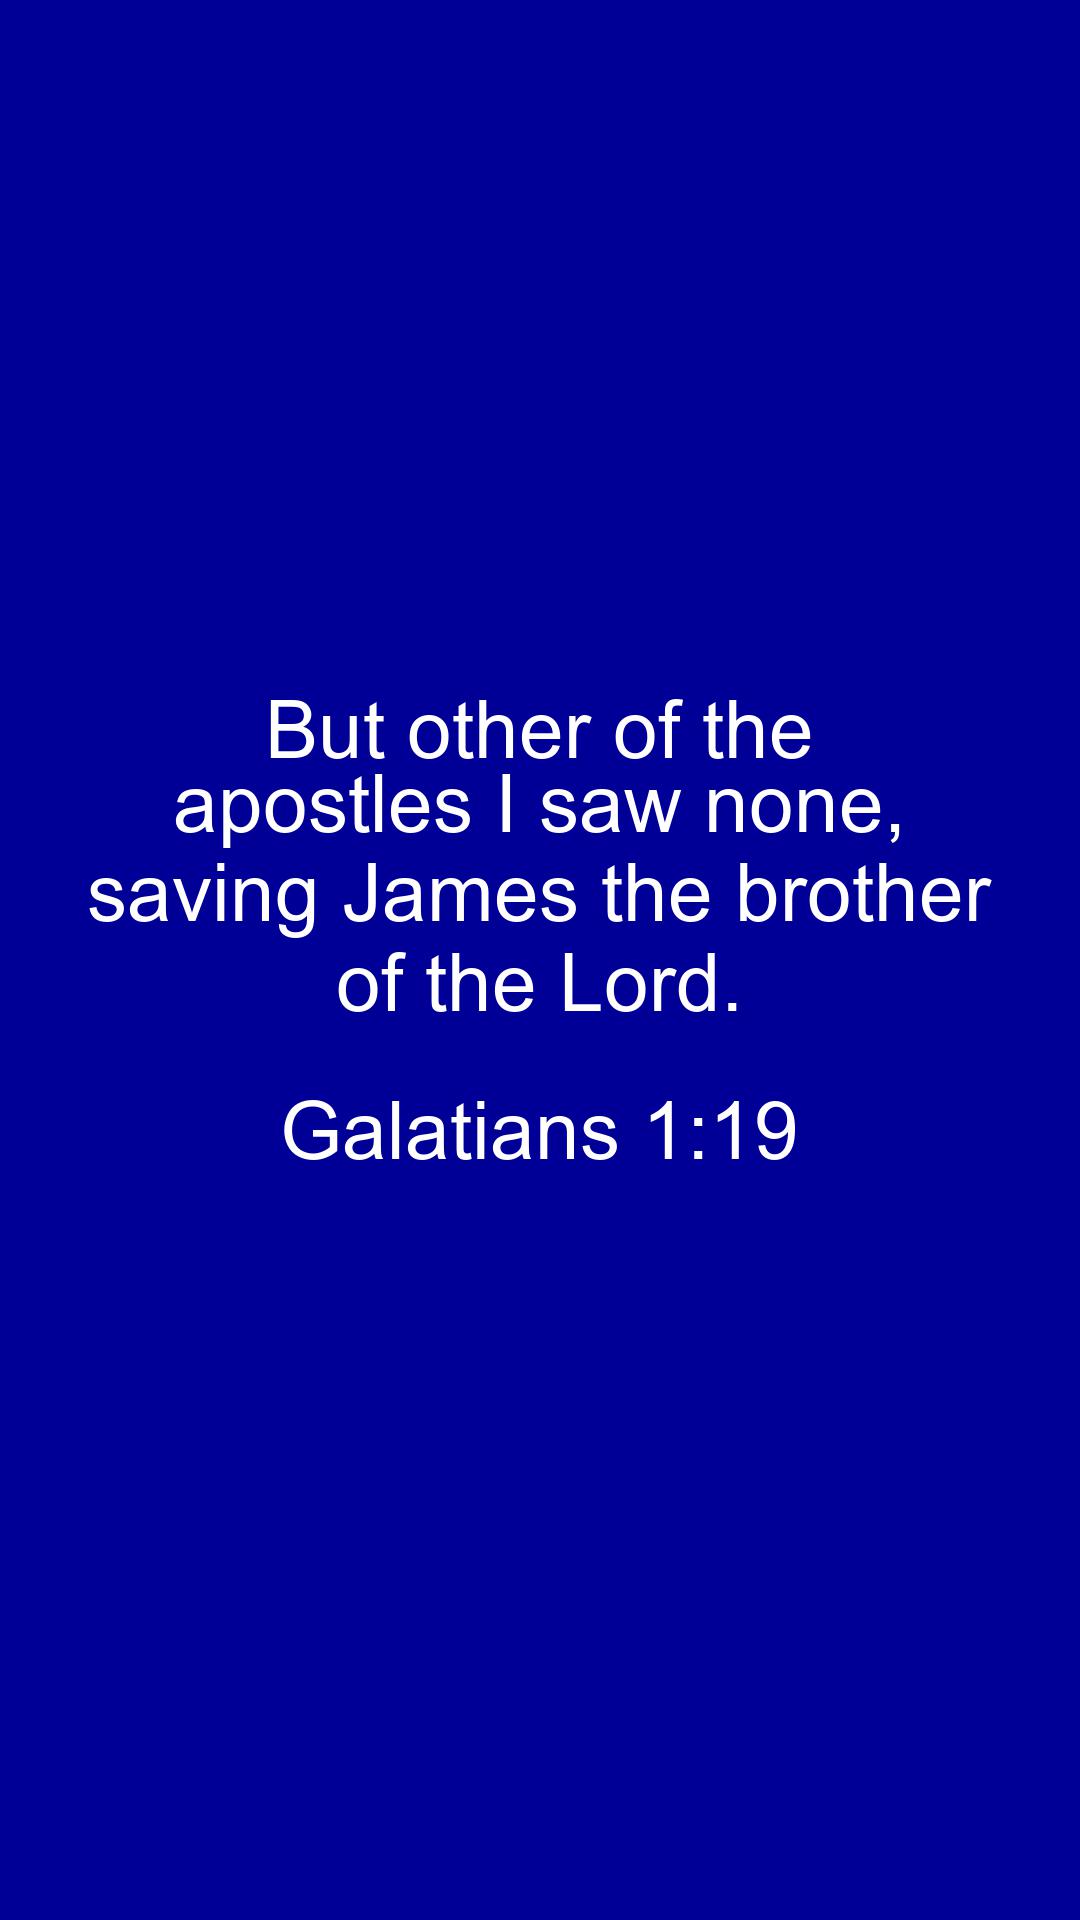 But other of the
apostles I saw none,
saving James the brother
of the Lord.
Galatians 1:19